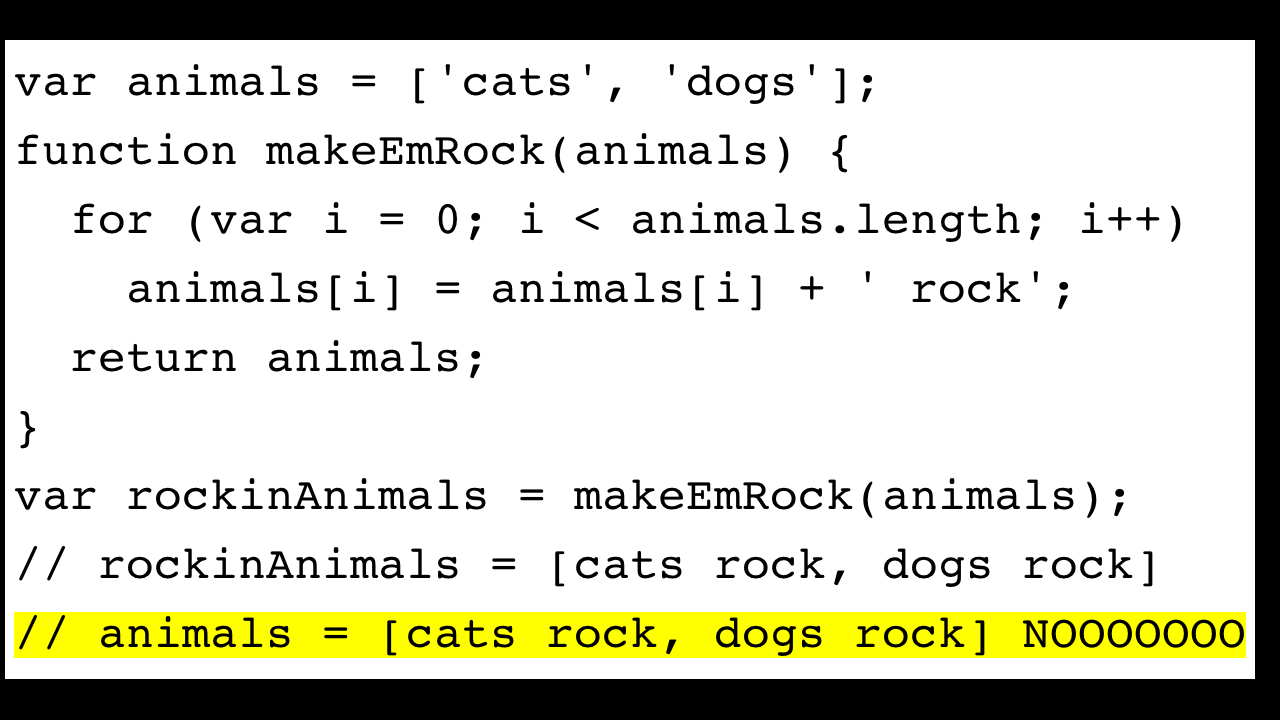 var animals = ['cats', 'dogs'];
function makeEmRock(animals) {
  for (var i = 0; i < animals.length; i++)
    animals[i] = animals[i] + ' rock';
  return animals;
}
var rockinAnimals = makeEmRock(animals);
// rockinAnimals = [cats rock, dogs rock]
// animals = [cats rock, dogs rock] NOOOOOOO